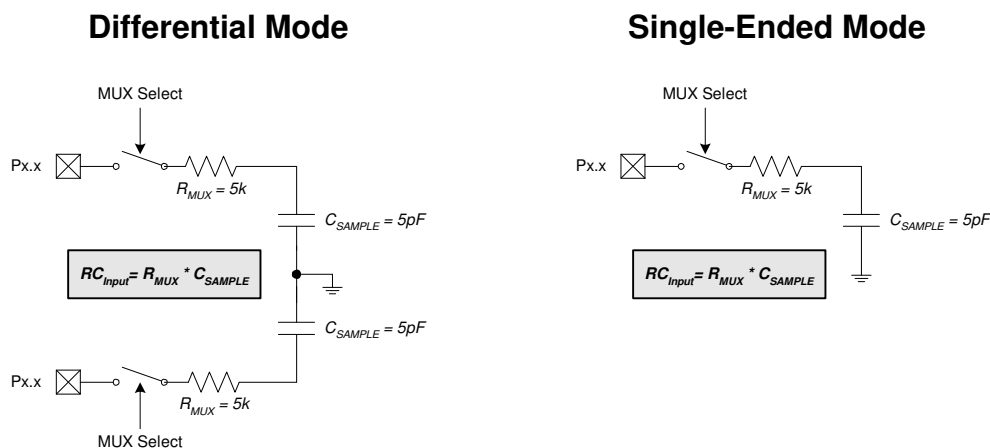 Differential Mode
MUX Select
Px.x
R_MUX = 5k
C_SAMPLE = 5pF
RC_Input = R_MUX * C_SAMPLE
C_SAMPLE = 5pF
Px.x
R_MUX = 5k
MUX Select
Single-Ended Mode
MUX Select
Px.x
R_MUX = 5k
C_SAMPLE = 5pF
RC_Input = R_MUX * C_SAMPLE